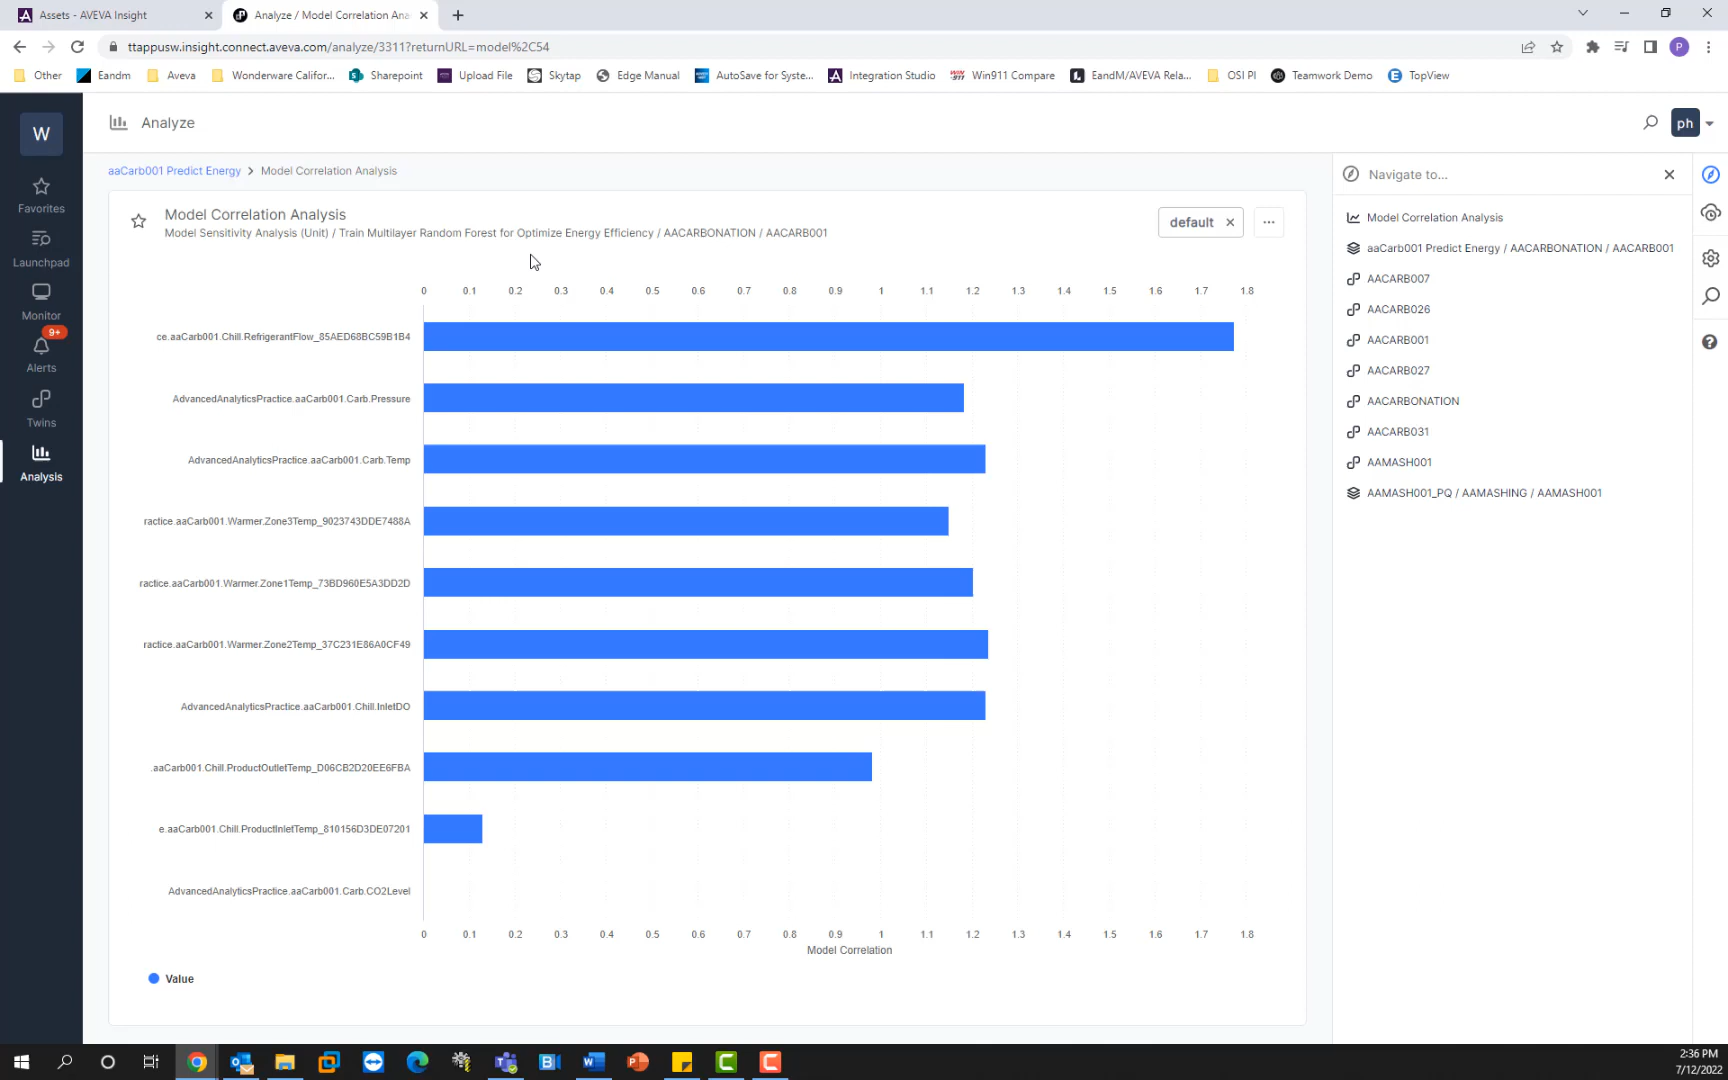 Assets - AVEVA Insight
Analyze / Model Correlation Ana
ttappusw.insight.connect.aveva.com/analyze/3311?returnURL=model%2C54
P
Other
Eandm
Aveva
Wonderware Califor...
Sharepoint
Upload File
Skytap
Edge Manual
AutoSave for Syste...
Integration Studio
Win911 Compare
EandM/AVEVA Rela...
OSI PI
Teamwork Demo
TopView
W
Analyze
ph
Favorites
Launchpad
Monitor
9+
Alerts
Twins
Analysis
aaCarb001 Predict Energy > Model Correlation Analysis
Model Correlation Analysis
Model Sensitivity Analysis (Unit) / Train Multilayer Random Forest for Optimize Energy Efficiency / AACARBONATION / AACARB001
default
...
0 0.1 0.2 0.3 0.4 0.5 0.6 0.7 0.8 0.9 1 1.1 1.2 1.3 1.4 1.5 1.6 1.7 1.8
ce.aaCarb001.Chill.RefrigerantFlow_85AED68BC59B1B4
AdvancedAnalyticsPractice.aaCarb001.Carb.Pressure
AdvancedAnalyticsPractice.aaCarb001.Carb.Temp
ractice.aaCarb001.Warmer.Zone3Temp_9023743DDE7488A
ractice.aaCarb001.Warmer.Zone1Temp_73BD960E5A3DD2D
ractice.aaCarb001.Warmer.Zone2Temp_37C231E86A0CF49
AdvancedAnalyticsPractice.aaCarb001.Chill.InletDO
.aaCarb001.Chill.ProductOutletTemp_D06CB2D20EE6FBA
e.aaCarb001.Chill.ProductInletTemp_810156D3DE07201
AdvancedAnalyticsPractice.aaCarb001.Carb.CO2Level
0 0.1 0.2 0.3 0.4 0.5 0.6 0.7 0.8 0.9 1 1.1 1.2 1.3 1.4 1.5 1.6 1.7 1.8
Model Correlation
Value
Navigate to...
Model Correlation Analysis
aaCarb001 Predict Energy / AACARBONATION / AACARB001
AACARB007
AACARB026
AACARB001
AACARB027
AACARBONATION
AACARB031
AAMASH001
AAMASH001_PQ / AAMASHING / AAMASH001
2:36 PM
7/12/2022